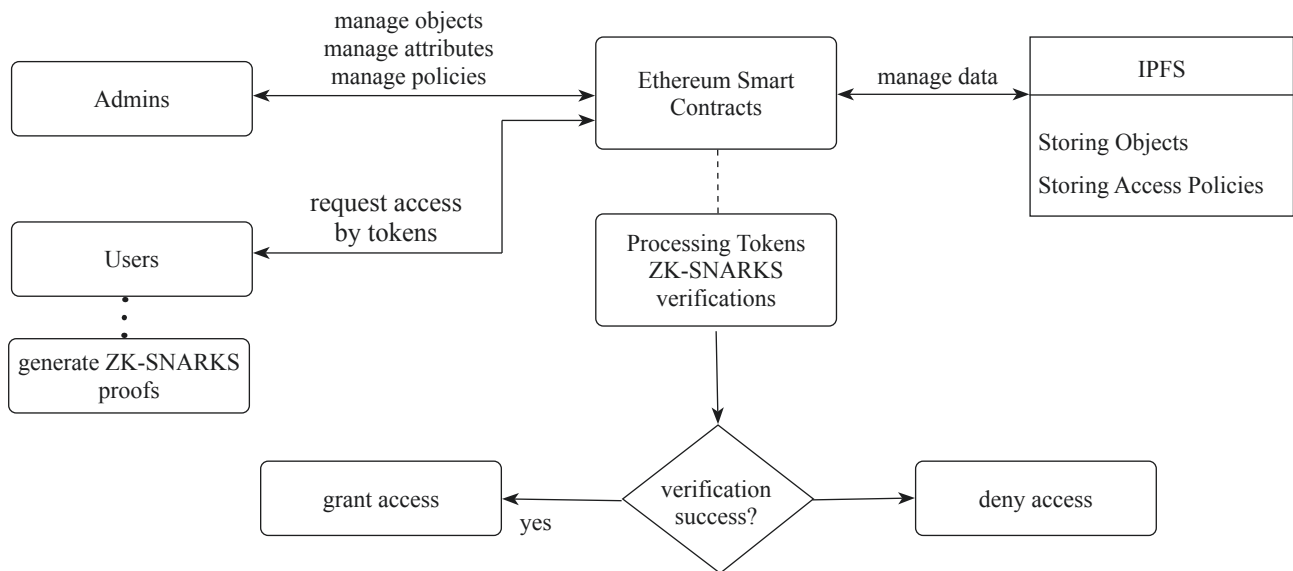 manage objects
manage attributes
manage policies
Admins
Ethereum Smart
Contracts
manage data
IPFS
Storing Objects
Storing Access Policies
request access
by tokens
Users
Processing Tokens
ZK-SNARKS
verifications
generate ZK-SNARKS
proofs
grant access
yes
verification
success?
deny access